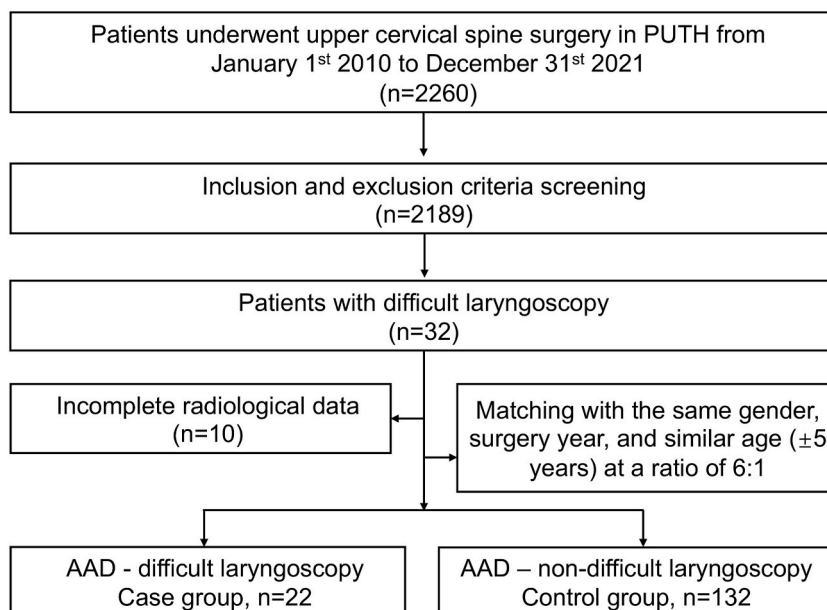 Patients underwent upper cervical spine surgery in PUTH from
January 1st 2010 to December 31st 2021
(n=2260)
Inclusion and exclusion criteria screening
(n=2189)
Patients with difficult laryngoscopy
(n=32)
Incomplete radiological data
(n=10)
Matching with the same gender,
surgery year, and similar age (±5
years) at a ratio of 6:1
AAD - difficult laryngoscopy
Case group, n=22
AAD – non-difficult laryngoscopy
Control group, n=132